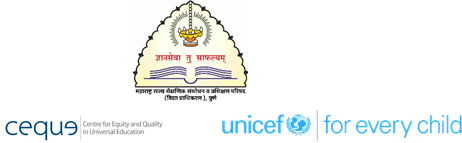 ज्ञानसेवा तु साफल्यम्
महाराष्ट्र राज्य शैक्षणिक संशोधन व प्रशिक्षण परिषद
(विद्या प्राधिकरण), पुणे
ceque Centre for Equity and Quality
in Universal Education
unicef for every child